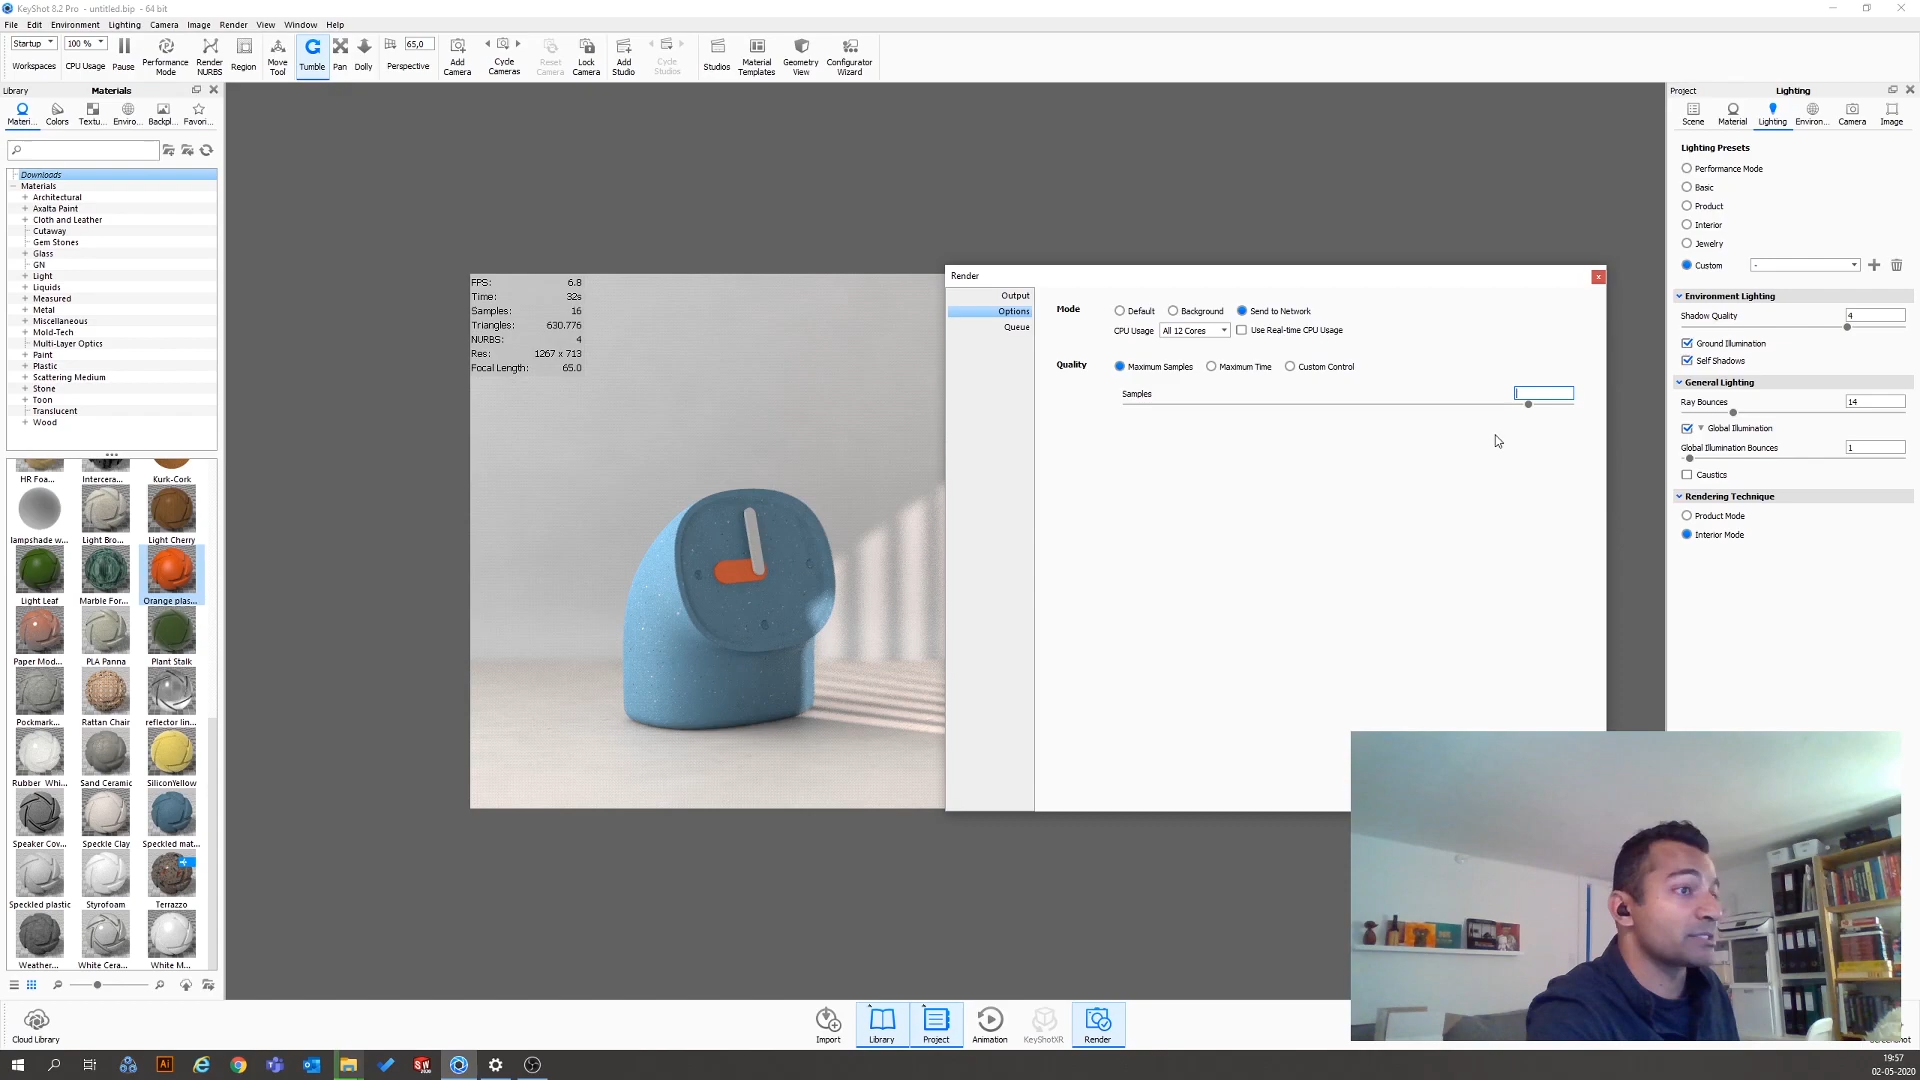 KeyShot 8.2 Pro - untitled.bip - 64 bit
File Edit Environment Lighting Camera Image Render View Window Help
Startup 100 % 65,0
Workspaces CPU Usage Pause Performance Mode Render NURBS Region Move Tool Tumble Pan Dolly Perspective Add Camera Cycle Cameras Reset Camera Lock Camera Add Studio Cycle Studios Studios Material Templates Geometry View Configurator Wizard
Library Materials
Materi... Colors Textu... Enviro... Backpl... Favori...
Downloads
Materials
Architectural
Axalta Paint
Cloth and Leather
Cutaway
Gem Stones
Glass
GN
Light
Liquids
Measured
Metal
Miscellaneous
Mold-Tech
Multi-Layer Optics
Paint
Plastic
Scattering Medium
Stone
Toon
Translucent
Wood
HR Foa... Intercera... Kurk-Cork
lampshade w... Light Bro... Light Cherry
Light Leaf Marble For... Orange plas...
Paper Mod... PLA Panna Plant Stalk
Pockmark... Rattan Chair reflector lin...
Rubber_Whi... Sand Ceramic SiliconYellow
Speaker Cov... Speckle Clay Speckled mat...
Speckled plastic Styrofoam Terrazzo
Weather... White Cera... White M...
Cloud Library
FPS: 6.8
Time: 32s
Samples: 16
Triangles: 630.776
NURBS: 4
Res: 1267 x 713
Focal Length: 65.0
Render
Output
Options
Queue
Mode Default Background Send to Network
CPU Usage All 12 Cores Use Real-time CPU Usage
Quality Maximum Samples Maximum Time Custom Control
Samples
Project Lighting
Scene Material Lighting Environ... Camera Image
Lighting Presets
Performance Mode
Basic
Product
Interior
Jewelry
Custom -
Environment Lighting
Shadow Quality 4
Ground Illumination
Self Shadows
General Lighting
Ray Bounces 14
Global Illumination
Global Illumination Bounces 1
Caustics
Rendering Technique
Product Mode
Interior Mode
Import Library Project Animation KeyShotXR Render
Ai
SW
19:57
02-05-2020